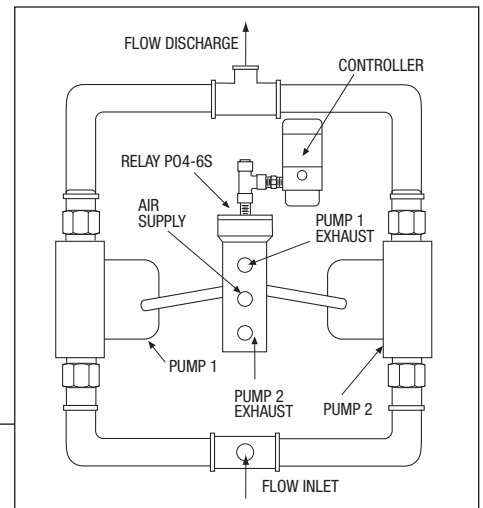 FLOW DISCHARGE
CONTROLLER
RELAY PO4-6S
AIR
SUPPLY
PUMP 1
EXHAUST
PUMP 1
PUMP 2
EXHAUST
PUMP 2
FLOW INLET